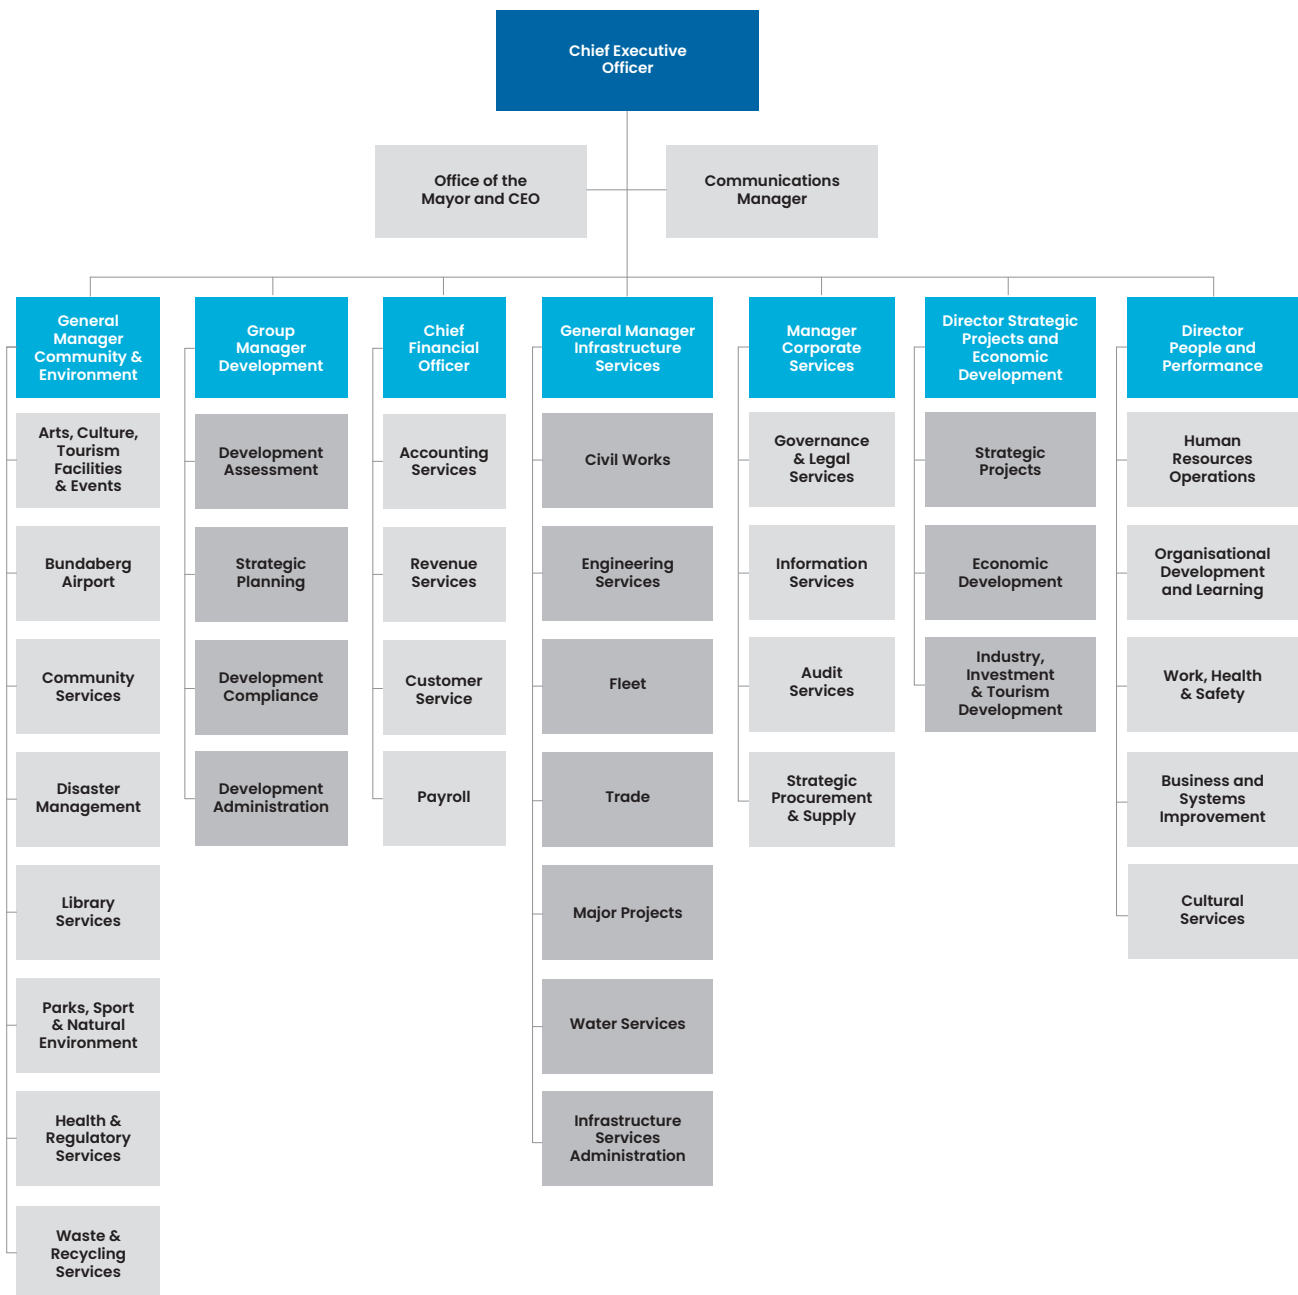 Chief Executive
Officer
Office of the
Mayor and CEO
Communications
Manager
General
Manager
Community &
Environment
Group
Manager
Development
Chief
Financial
Officer
General Manager
Infrastructure
Services
Manager
Corporate
Services
Director Strategic
Projects and
Economic
Development
Director
People and
Performance
Arts, Culture,
Tourism
Facilities
& Events
Bundaberg
Airport
Community
Services
Disaster
Management
Library
Services
Parks, Sport
& Natural
Environment
Health &
Regulatory
Services
Waste &
Recycling
Services
Development
Assessment
Strategic
Planning
Development
Compliance
Development
Administration
Accounting
Services
Revenue
Services
Customer
Service
Payroll
Civil Works
Engineering
Services
Fleet
Trade
Major Projects
Water Services
Infrastructure
Services
Administration
Governance
& Legal
Services
Information
Services
Audit
Services
Strategic
Procurement
& Supply
Strategic
Projects
Economic
Development
Industry,
Investment
& Tourism
Development
Human
Resources
Operations
Organisational
Development
and Learning
Work, Health
& Safety
Business and
Systems
Improvement
Cultural
Services